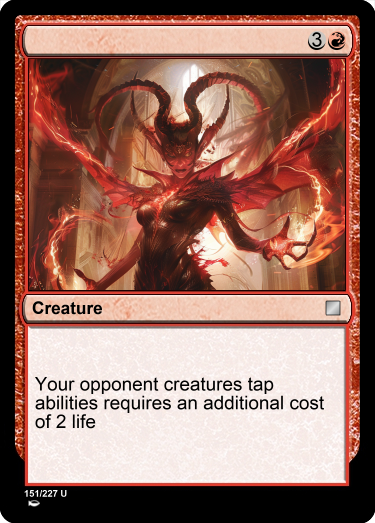 3
Creature
Your opponent creatures tap
abilities requires an additional cost
of 2 life
151/227 U